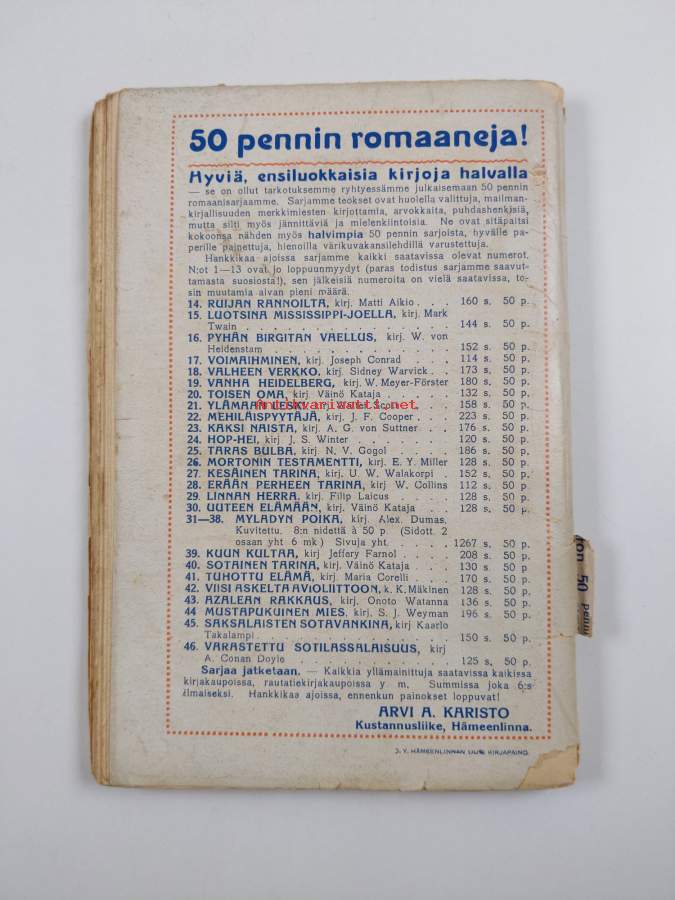 50 pennin romaaneja!
Hyviä, ensiluokkaisia kirjoja halvalla
— se on ollut tarkotuksemme ryhtyessämme julkaisemaan 50 pennin
romaanisarjaamme. Sarjamme teokset ovat huolella valittuja, mailman-
kirjallisuuden merkkimiesten kirjottamia, arvokkaita, puhdashenkisiä,
mutta silti myös jännittäviä ja mielenkiintoisia. Ne ovat sitäpaitsi
kokoonsa nähden myös halvimpia 50 pennin sarjoista, hyvälle pa-
perille painettuja, hienoilla värikuvakansilehdillä varustettuja.
Hankkikaa ajoissa sarjamme kaikki saatavissa olevat numerot.
N:ot 1—13 ovat jo loppuunmyydyt (paras todistus sarjamme saavut-
tamasta suosiosta!), sen jälkeisiä numeroita on vielä saatavissa, to-
sin muutamia aivan pieni määrä.
14. RUIJAN RANNOILTA, kirj. Matti Aikio . . . 160 s. 50 p.
15. LUOTSINA MISSISSIPPI-JOELLA, kirj. Mark
Twain . . . 144 s. 50 p.
16. PYHÄN BIRGITAN VAELLUS, kirj. W. von
Heidenstam . . . 152 s. 50 p.
17. VOIMAIHMINEN, kirj. Joseph Conrad . . . 114 s. 50 p.
18. VALHEEN VERKKO, kirj. Sidney Warwick . . 173 s. 50 p.
19. VANHA HEIDELBERG, kirj. W. Meyer-Förster 180 s. 50 p.
20. TOISEN OMA, kirj. Väinö Kataja . . . 132 s. 50 p.
21. YLÄMAAN LESKI, kirj. Walter Scott . . . 158 s. 50 p.
antikvariaatti.net
22. MEHILÄISPYYTÄJÄ, kirj. J. F. Cooper . . . 223 s. 50 p.
23. KAKSI NAISTA, kirj. A. G. von Suttner . . . 176 s. 50 p.
24. HOP-HEI, kirj. J. S. Winter . . . 120 s. 50 p.
25. TARAS BULBA, kirj. N. V. Gogol . . . 186 s. 50 p.
26. MORTONIN TESTAMENTTI, kirj. E. Y. Miller 128 s. 50 p.
27. KESÄINEN TARINA, kirj. U. W. Walakorpi . 152 s. 50 p.
28. ERÄÄN PERHEEN TARINA, kirj. W. Collins 112 s. 50 p.
29. LINNAN HERRA, kirj. Filip Laicus . . . 128 s. 50 p.
30. UUTEEN ELÄMÄÄN, kirj. Väinö Kataja . . 128 s. 50 p.
31—38. MYLADYN POIKA, kirj. Alex. Dumas.
Kuvitettu. 8:n nidettä à 50 p. (Sidott. 2
osaan yht. 6 mk.) Sivuja yht. . . . 1267 s. 50 p.
39. KUUN KULTAA, kirj Jeffery Farnol . . . 208 s. 50 p.
40. SOTAINEN TARINA, kirj. Väinö Kataja . . . 130 s 50 p
41. TUHOTTU ELÄMÄ, kirj. Maria Corelli . . . 170 s. 50 p.
42. VIISI ASKELTA AVIOLIITTOON, k. K. Mäkinen 128 s. 50 p.
43. AZALEAN RAKKAUS, kirj. Onoto Watanna . 136 s. 50 p.
44 MUSTAPUKUINEN MIES, kirj. S. J. Weyman 196 s. 50 p.
45. SAKSALAISTEN SOTAVANKINA, kirj Kaarlo
Takalampi . . . 150 s. 50 p.
46. VARASTETTU SOTILASSALAISUUS, kirj
A. Conan Doyle . . . 125 s. 50 p.
Sarjaa jatketaan. — Kaikkia yllämainittuja saatavissa kaikissa
kirjakaupoissa, rautatiekirjakaupoissa y m. Summissa joka 6:s
ilmaiseksi. Hankkikaa ajoissa, ennenkun painokset loppuvat!
ARVI A. KARISTO
Kustannusliike, Hämeenlinna.
O.Y. HÄMEENLINNAN UUSI KIRJAPAINO.
ton 50 penni